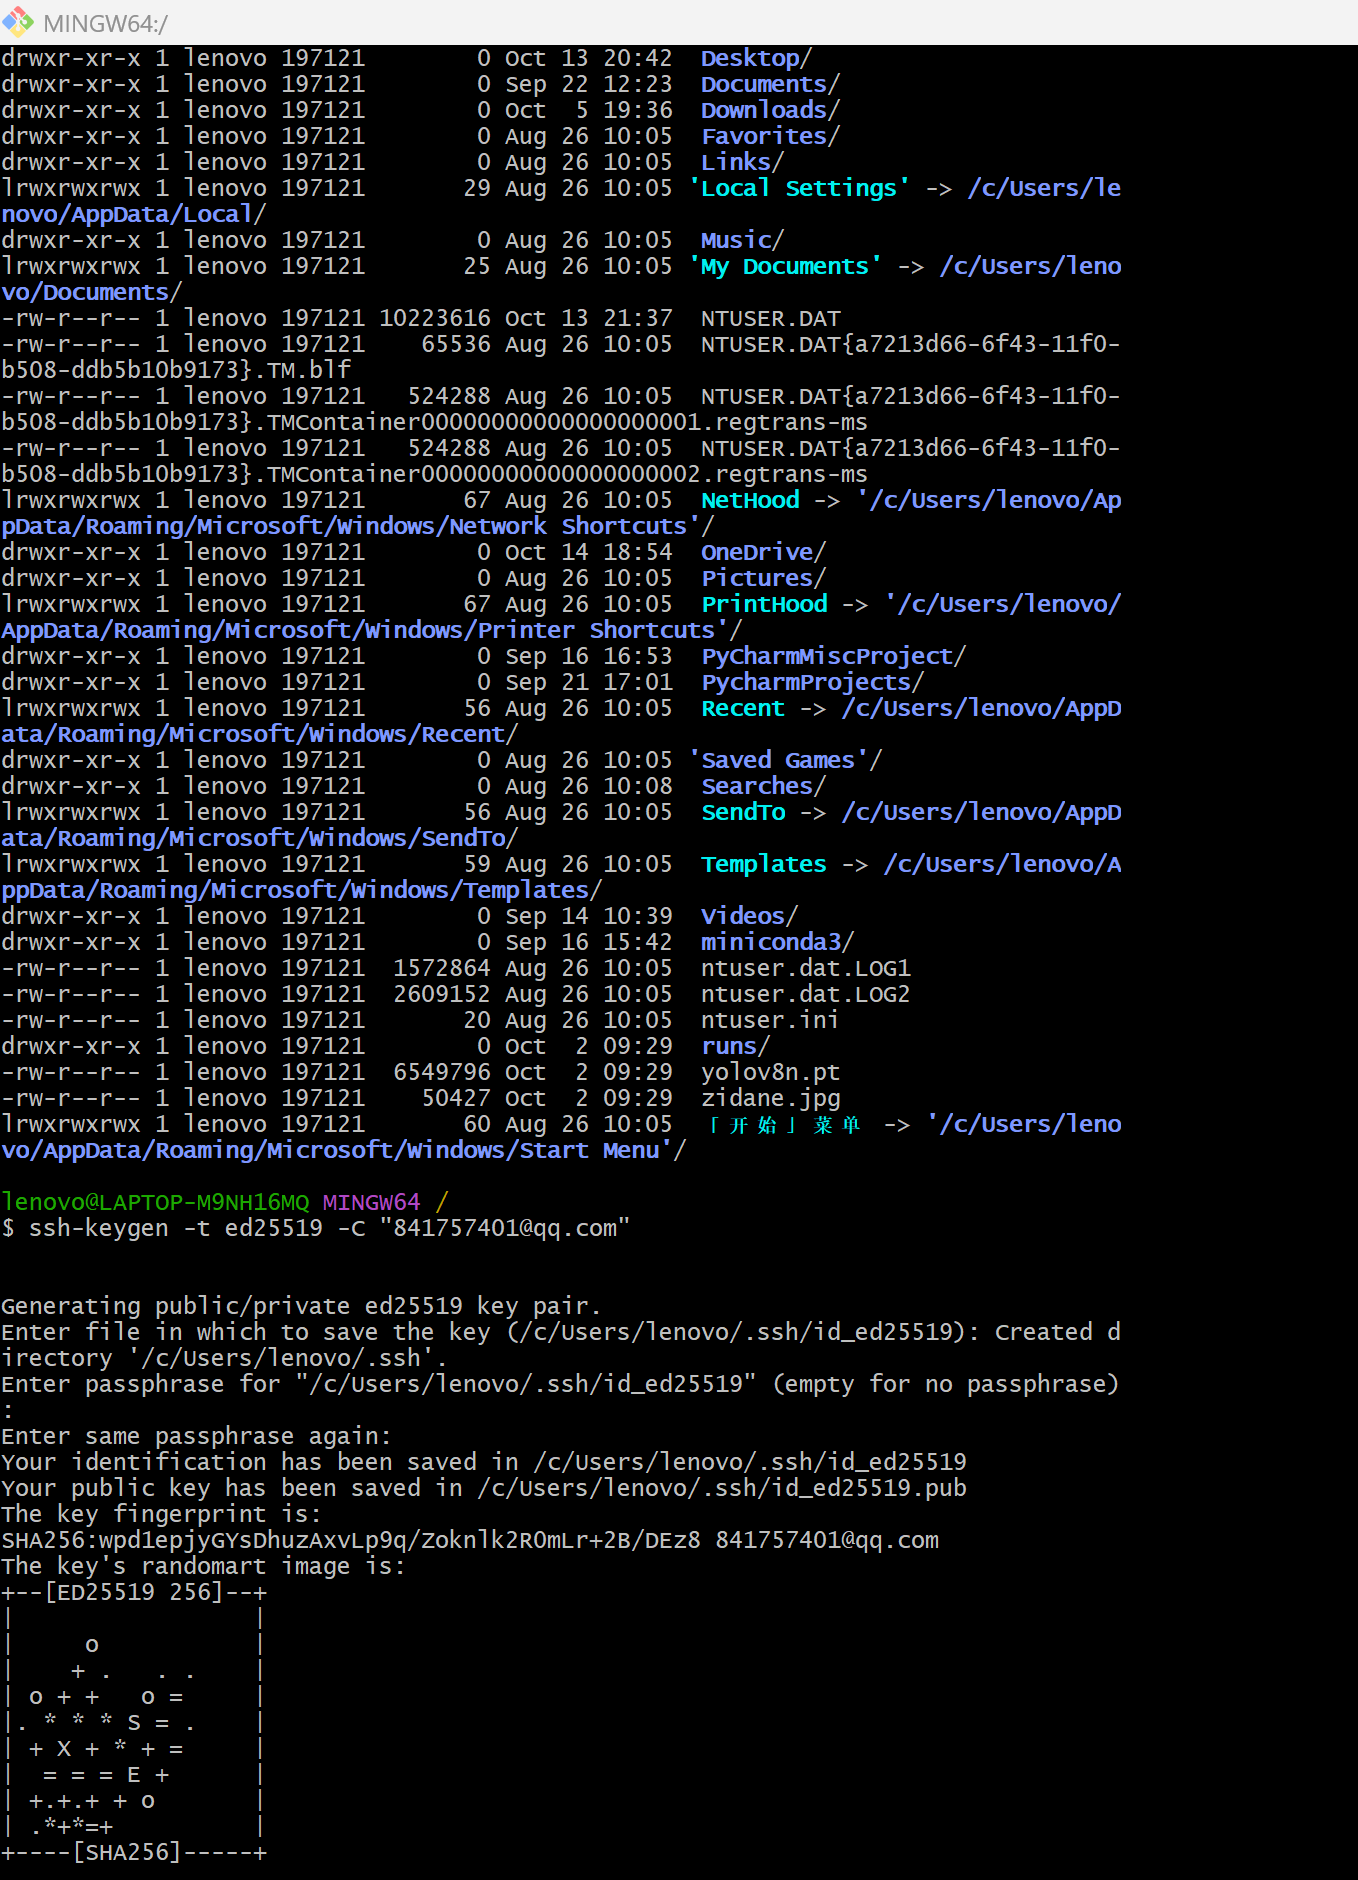 MINGW64:/
drwxr-xr-x 1 lenovo 197121        0 Oct 13 20:42  Desktop/
drwxr-xr-x 1 lenovo 197121        0 Sep 22 12:23  Documents/
drwxr-xr-x 1 lenovo 197121        0 Oct  5 19:36  Downloads/
drwxr-xr-x 1 lenovo 197121        0 Aug 26 10:05  Favorites/
drwxr-xr-x 1 lenovo 197121        0 Aug 26 10:05  Links/
lrwxrwxrwx 1 lenovo 197121       29 Aug 26 10:05 'Local Settings' -> /c/Users/le
novo/AppData/Local/
drwxr-xr-x 1 lenovo 197121        0 Aug 26 10:05  Music/
lrwxrwxrwx 1 lenovo 197121       25 Aug 26 10:05 'My Documents' -> /c/Users/leno
vo/Documents/
-rw-r--r-- 1 lenovo 197121 10223616 Oct 13 21:37  NTUSER.DAT
-rw-r--r-- 1 lenovo 197121    65536 Aug 26 10:05  NTUSER.DAT{a7213d66-6f43-11f0-
b508-ddb5b10b9173}.TM.blf
-rw-r--r-- 1 lenovo 197121   524288 Aug 26 10:05  NTUSER.DAT{a7213d66-6f43-11f0-
b508-ddb5b10b9173}.TMContainer00000000000000000001.regtrans-ms
-rw-r--r-- 1 lenovo 197121   524288 Aug 26 10:05  NTUSER.DAT{a7213d66-6f43-11f0-
b508-ddb5b10b9173}.TMContainer00000000000000000002.regtrans-ms
lrwxrwxrwx 1 lenovo 197121       67 Aug 26 10:05  NetHood -> '/c/Users/lenovo/Ap
pData/Roaming/Microsoft/Windows/Network Shortcuts'/
drwxr-xr-x 1 lenovo 197121        0 Oct 14 18:54  OneDrive/
drwxr-xr-x 1 lenovo 197121        0 Aug 26 10:05  Pictures/
lrwxrwxrwx 1 lenovo 197121       67 Aug 26 10:05  PrintHood -> '/c/Users/lenovo/
AppData/Roaming/Microsoft/Windows/Printer Shortcuts'/
drwxr-xr-x 1 lenovo 197121        0 Sep 16 16:53  PyCharmMiscProject/
drwxr-xr-x 1 lenovo 197121        0 Sep 21 17:01  PycharmProjects/
lrwxrwxrwx 1 lenovo 197121       56 Aug 26 10:05  Recent -> /c/Users/lenovo/AppD
ata/Roaming/Microsoft/Windows/Recent/
drwxr-xr-x 1 lenovo 197121        0 Aug 26 10:05 'Saved Games'/
drwxr-xr-x 1 lenovo 197121        0 Aug 26 10:08  Searches/
lrwxrwxrwx 1 lenovo 197121       56 Aug 26 10:05  SendTo -> /c/Users/lenovo/AppD
ata/Roaming/Microsoft/Windows/SendTo/
lrwxrwxrwx 1 lenovo 197121       59 Aug 26 10:05  Templates -> /c/Users/lenovo/A
ppData/Roaming/Microsoft/Windows/Templates/
drwxr-xr-x 1 lenovo 197121        0 Sep 14 10:39  Videos/
drwxr-xr-x 1 lenovo 197121        0 Sep 16 15:42  miniconda3/
-rw-r--r-- 1 lenovo 197121  1572864 Aug 26 10:05  ntuser.dat.LOG1
-rw-r--r-- 1 lenovo 197121  2609152 Aug 26 10:05  ntuser.dat.LOG2
-rw-r--r-- 1 lenovo 197121       20 Aug 26 10:05  ntuser.ini
drwxr-xr-x 1 lenovo 197121        0 Oct  2 09:29  runs/
-rw-r--r-- 1 lenovo 197121  6549796 Oct  2 09:29  yolov8n.pt
-rw-r--r-- 1 lenovo 197121    50427 Oct  2 09:29  zidane.jpg
lrwxrwxrwx 1 lenovo 197121       60 Aug 26 10:05 「开始」菜单 -> '/c/Users/leno
vo/AppData/Roaming/Microsoft/Windows/Start Menu'/

lenovo@LAPTOP-M9NH16MQ MINGW64 /
$ ssh-keygen -t ed25519 -C "841757401@qq.com"

Generating public/private ed25519 key pair.
Enter file in which to save the key (/c/Users/lenovo/.ssh/id_ed25519): Created d
irectory '/c/Users/lenovo/.ssh'.
Enter passphrase for "/c/Users/lenovo/.ssh/id_ed25519" (empty for no passphrase)
:
Enter same passphrase again:
Your identification has been saved in /c/Users/lenovo/.ssh/id_ed25519
Your public key has been saved in /c/Users/lenovo/.ssh/id_ed25519.pub
The key fingerprint is:
SHA256:wpd1epjyGYsDhuzAxvLp9q/Zoknlk2R0mLr+2B/DEz8 841757401@qq.com
The key's randomart image is:
+--[ED25519 256]--+
|                 |
|     o           |
|    + .   . .    |
| o + +   o =     |
|. * * * S = .    |
| + X + * + =     |
|  = = = E +      |
| +.+.+ + o       |
| .*+*=+          |
+----[SHA256]-----+